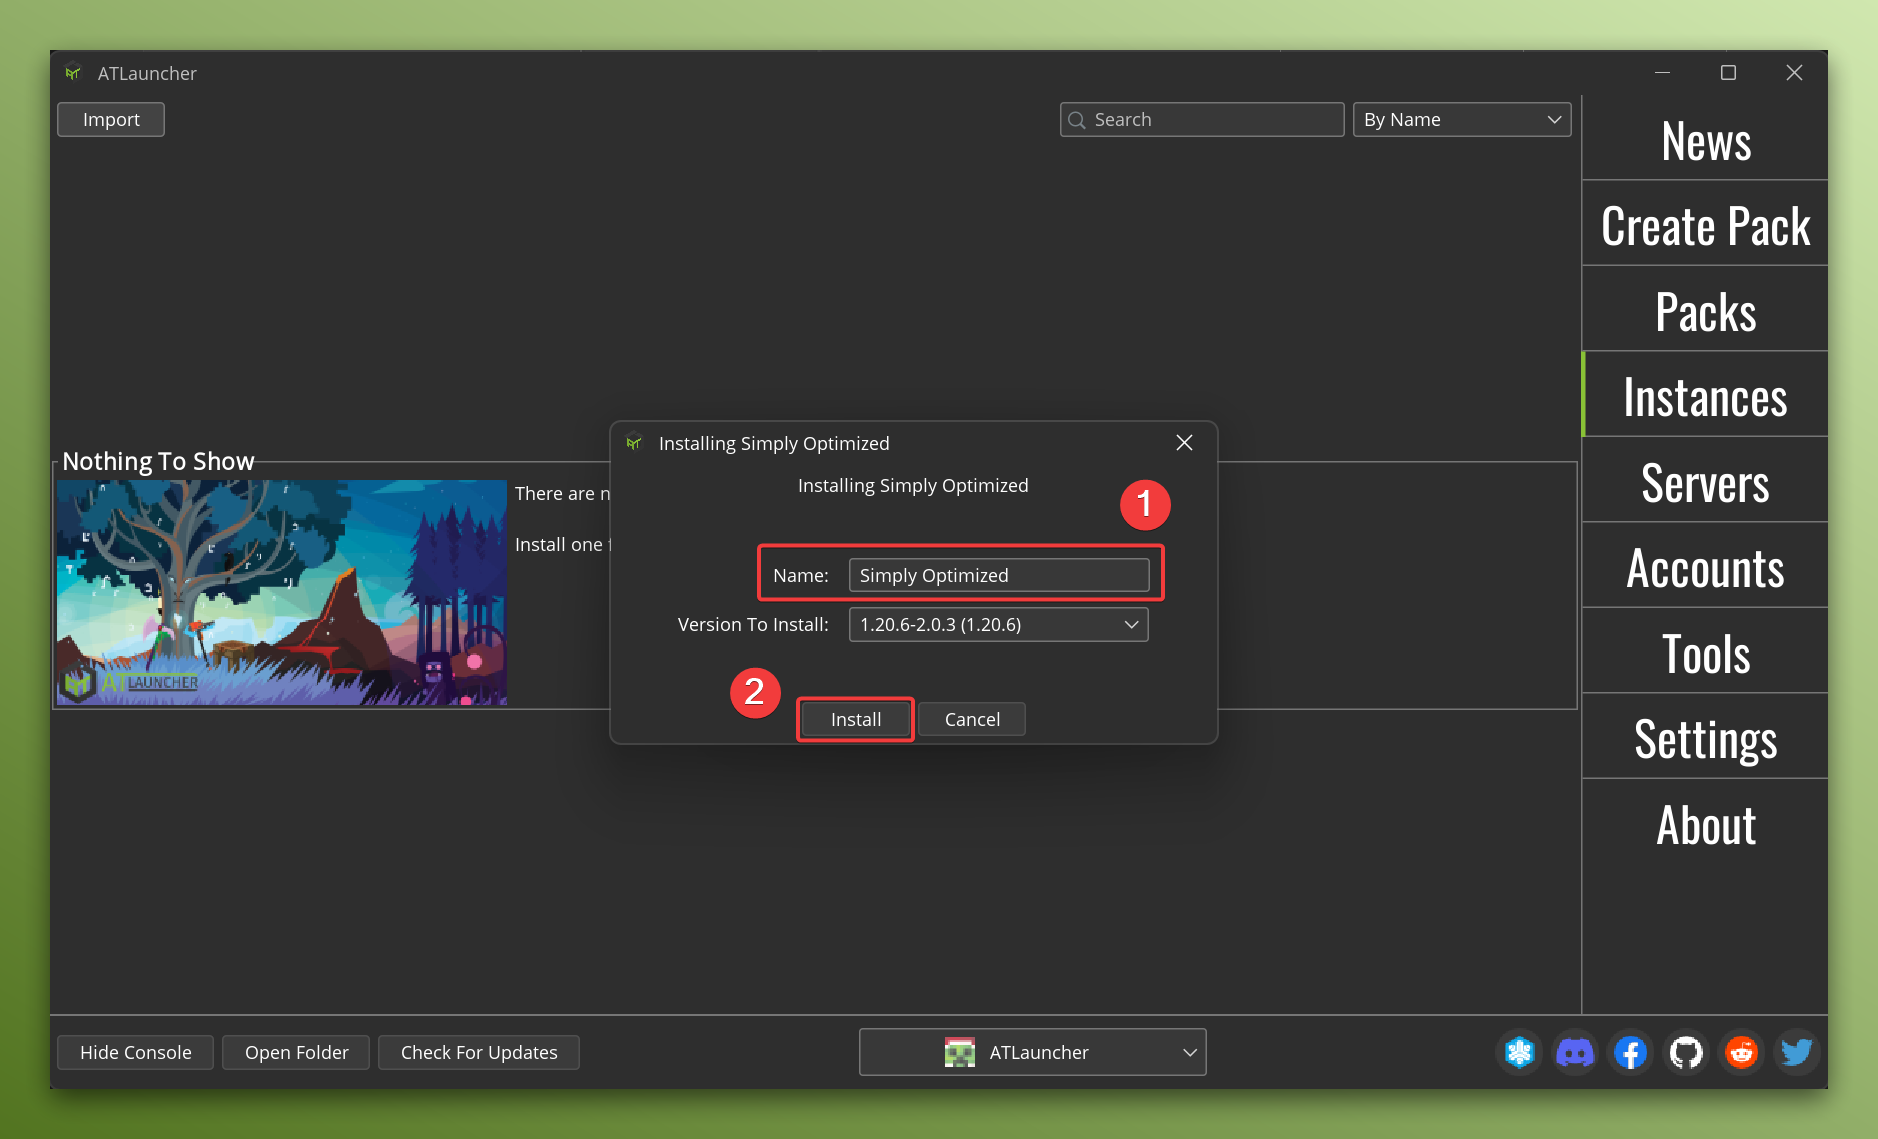 ATLauncher
Import
Search
By Name
News
Create Pack
Packs
Instances
Servers
Accounts
Tools
Settings
About
Nothing To Show
There are n
Install one
ATLAUNCHER
Installing Simply Optimized
Installing Simply Optimized
1
Name: Simply Optimized
Version To Install: 1.20.6-2.0.3 (1.20.6)
2
Install Cancel
Hide Console Open Folder Check For Updates
ATLauncher